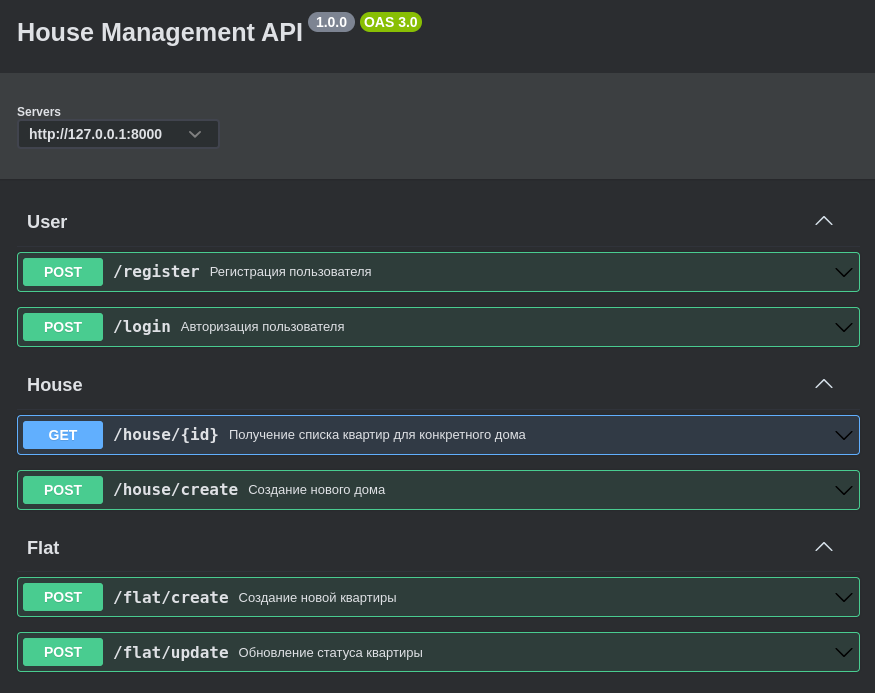 House Management API 1.0.0 OAS 3.0
Servers
http://127.0.0.1:8000
User
POST /register Регистрация пользователя
POST /login Авторизация пользователя
House
GET /house/{id} Получение списка квартир для конкретного дома
POST /house/create Создание нового дома
Flat
POST /flat/create Создание новой квартиры
POST /flat/update Обновление статуса квартиры